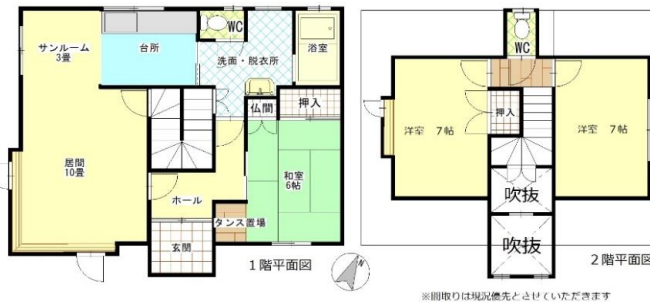 サンルーム
3畳
台所
WC
洗面・脱衣所
浴室
仏間
押入
居間
10畳
和室
6帖
ホール
タンス置場
玄関
1階平面図
WC
洋室 7帖
押入
洋室 7帖
吹抜
吹抜
2階平面図
※間取りは現況優先とさせていただきます